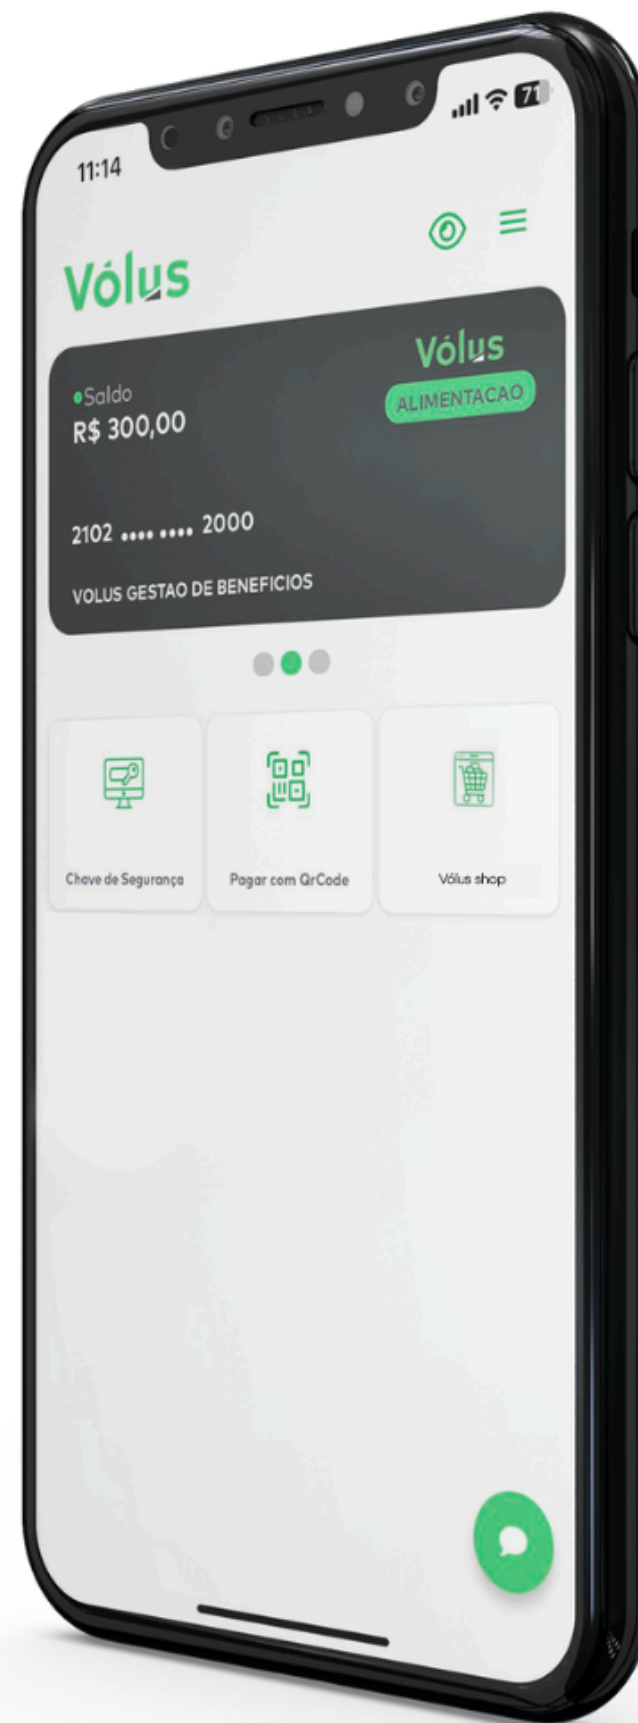 11:14
71
Vólus
Vólus
ALIMENTACAO
Saldo
R$ 300,00
2102 •••• •••• 2000
VOLUS GESTAO DE BENEFICIOS
Chave de Segurança
Pagar com QrCode
Vólus shop